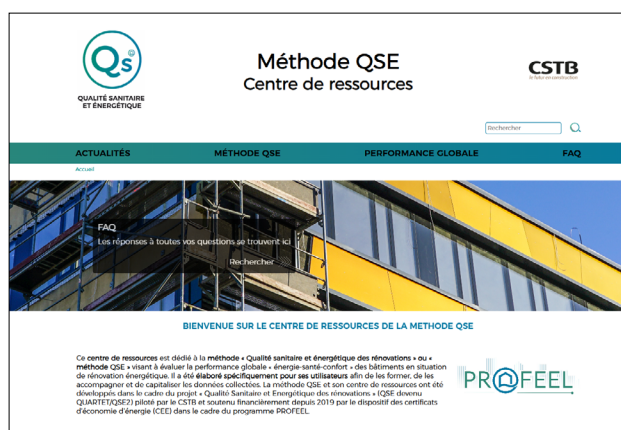 Qs
QUALITÉ SANITAIRE
ET ÉNERGÉTIQUE
Méthode QSE
Centre de ressources
CSTB
le futur en construction
Rechercher
ACTUALITÉS MÉTHODE QSE PERFORMANCE GLOBALE FAQ
Accueil
FAQ
Les réponses à toutes vos questions se trouvent ici
Rechercher
BIENVENUE SUR LE CENTRE DE RESSOURCES DE LA METHODE QSE
Ce centre de ressources est dédié à la méthode « Qualité sanitaire et énergétique des rénovations » ou «
méthode QSE » visant à évaluer la performance globale « énergie-santé-confort » des bâtiments en situation
de rénovation énergétique. Il a été élaboré spécifiquement pour ses utilisateurs afin de les former, de les
accompagner et de capitaliser les données collectées. La méthode QSE et son centre de ressources ont été
développés dans le cadre du projet « Qualité Sanitaire et Energétique des rénovations » (QSE devenu
QUARTET/QSE2) piloté par le CSTB et soutenu financièrement depuis 2019 par le dispositif des certificats
d'économie d'énergie (CEE) dans le cadre du programme PROFEEL.
PROFEEL